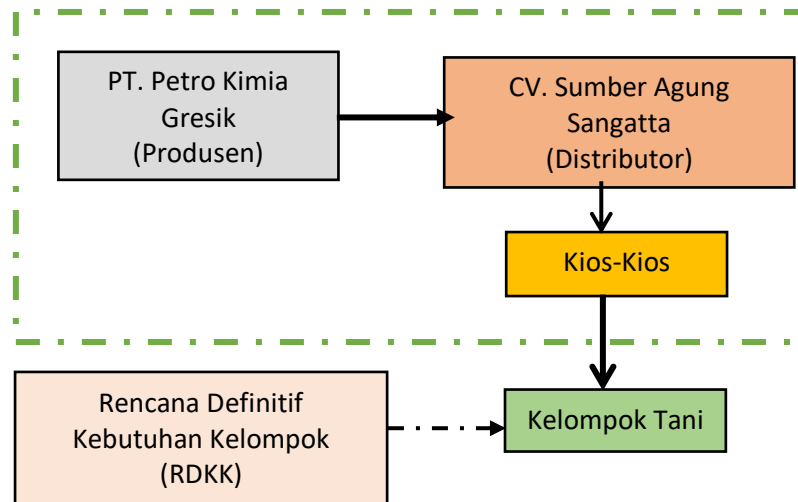 PT. Petro Kimia
Gresik
(Produsen)
CV. Sumber Agung
Sangatta
(Distributor)
Kios-Kios
Rencana Definitif
Kebutuhan Kelompok
(RDKK)
Kelompok Tani